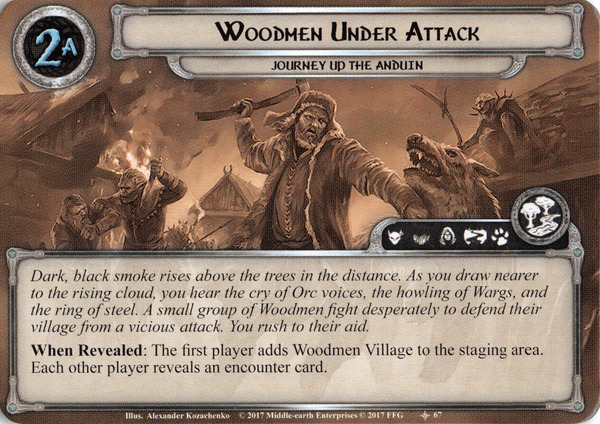 2A
Woodmen Under Attack
Journey Up the Anduin
Dark, black smoke rises above the trees in the distance. As you draw nearer
to the rising cloud, you hear the cry of Orc voices, the howling of Wargs, and
the ring of steel. A small group of Woodmen fight desperately to defend their
village from a vicious attack. You rush to their aid.
When Revealed: The first player adds Woodmen Village to the staging area.
Each other player reveals an encounter card.
Illus. Alexander Kozachenko © 2017 Middle-earth Enterprises © 2017 FFG 67